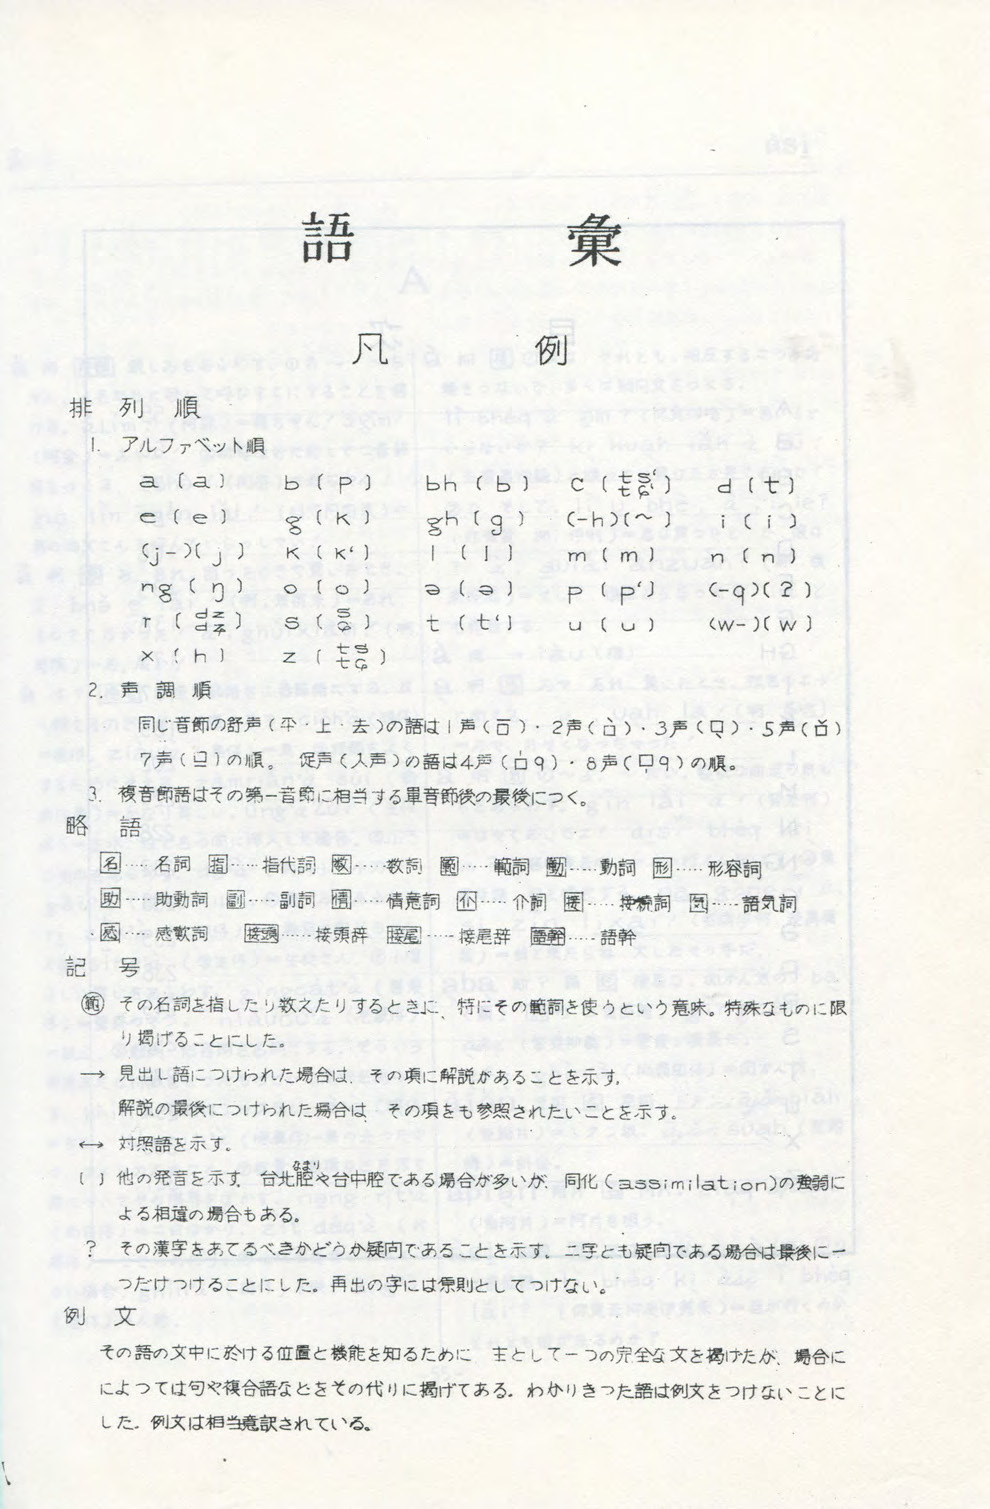 語彙
凡例
排列順
1. アルファベット順
a (a) b (p) bh (b) c (tsʻ tɕʻ) d (t)
e (e) g (k) gh (g) (-h)(~) i (i)
(j-)(j) k (kʻ) l (l) m (m) n (n)
ng (ŋ) o (o) ə (ə) p (pʻ) (-q)(ʔ)
r (dz dʑ) s (s ɕ) t (tʻ) u (u) (w-)(w)
x (h) z (ts tɕ)
2. 声調順
同じ音節の舒声(平・上・去)の語は1声(口̄)・2声(口̀)・3声(口̱)・5声(口̌)
7声(口̱)の順。 促声(入声)の語は4声(口̍q)・8声(口q)の順。
3. 複音節語はその第一音節に相当する単音節後の最後につく。
略語
名……名詞 指……指代詞 数……数詞 範……範詞 動……動詞 形……形容詞
助……助動詞 副……副詞 情……情意詞 介……介詞 接……接続詞 気……語気詞
感……感歎詞 接頭……接頭辞 接尾……接尾辞 語幹……語幹
記号
範 その名詞を指したり数えたりするときに、特にその範詞を使うという意味。特殊なものに限
り掲げることにした。
→ 見出し語につけられた場合は、その項に解説があることを示す,
解説の最後につけられた場合は その項をも参照されたいことを示す。
↔ 対照語を示す。
( ) 他の発音を示す 台北腔や台中腔なまりである場合が多いが、同化(assimilation)の強弱に
よる相違の場合もある。
? その漢字をあてるべきかどうか疑問であることを示す。二字とも疑問である場合は最後に一
つだけつけることにした。再出の字には原則としてつけない。
例文
その語の文中に於ける位置と機能を知るために 主として一つの完全な文を掲げたが、場合に
によつては句や複合語などをその代りに掲げてある。わかりきつた語は例文をつけないことに
した。例文は相当意訳されている。